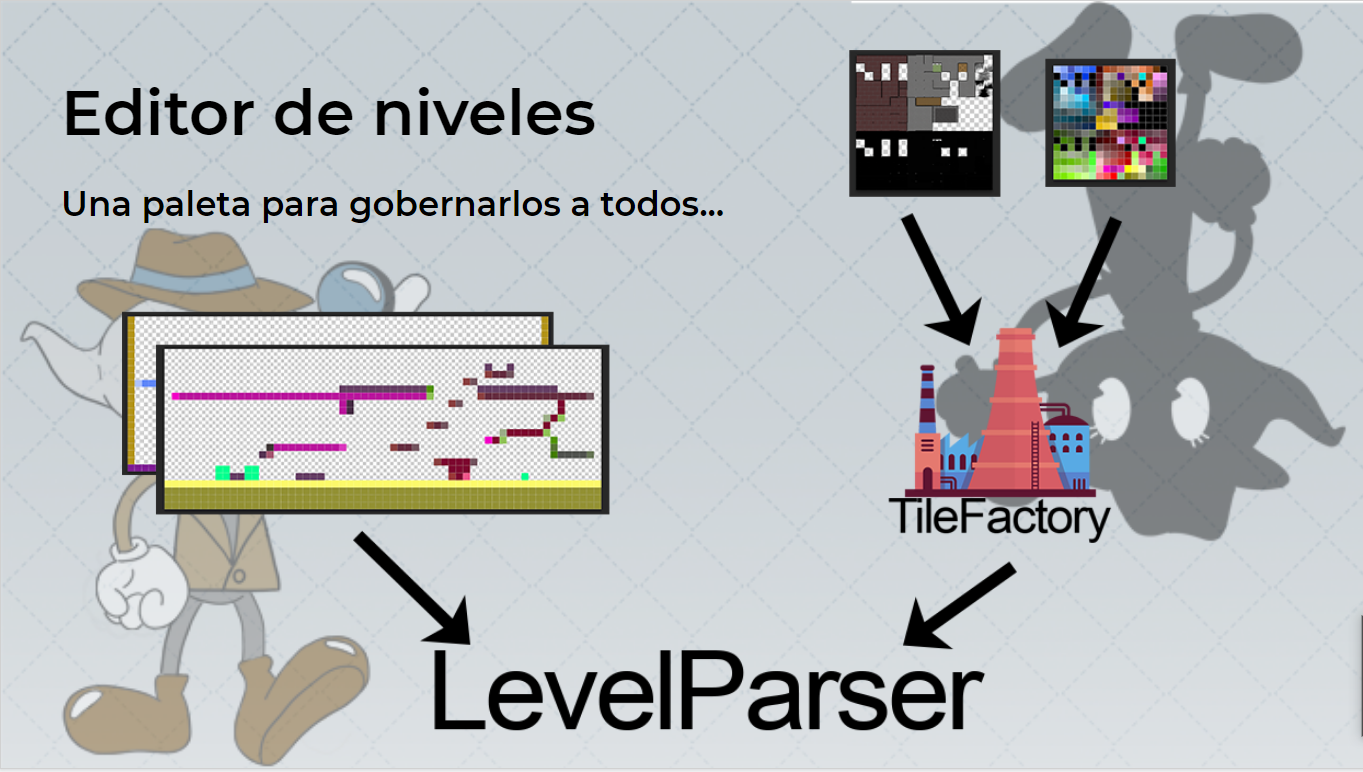 Editor de niveles
Una paleta para gobernarlos a todos...
TileFactory
LevelParser